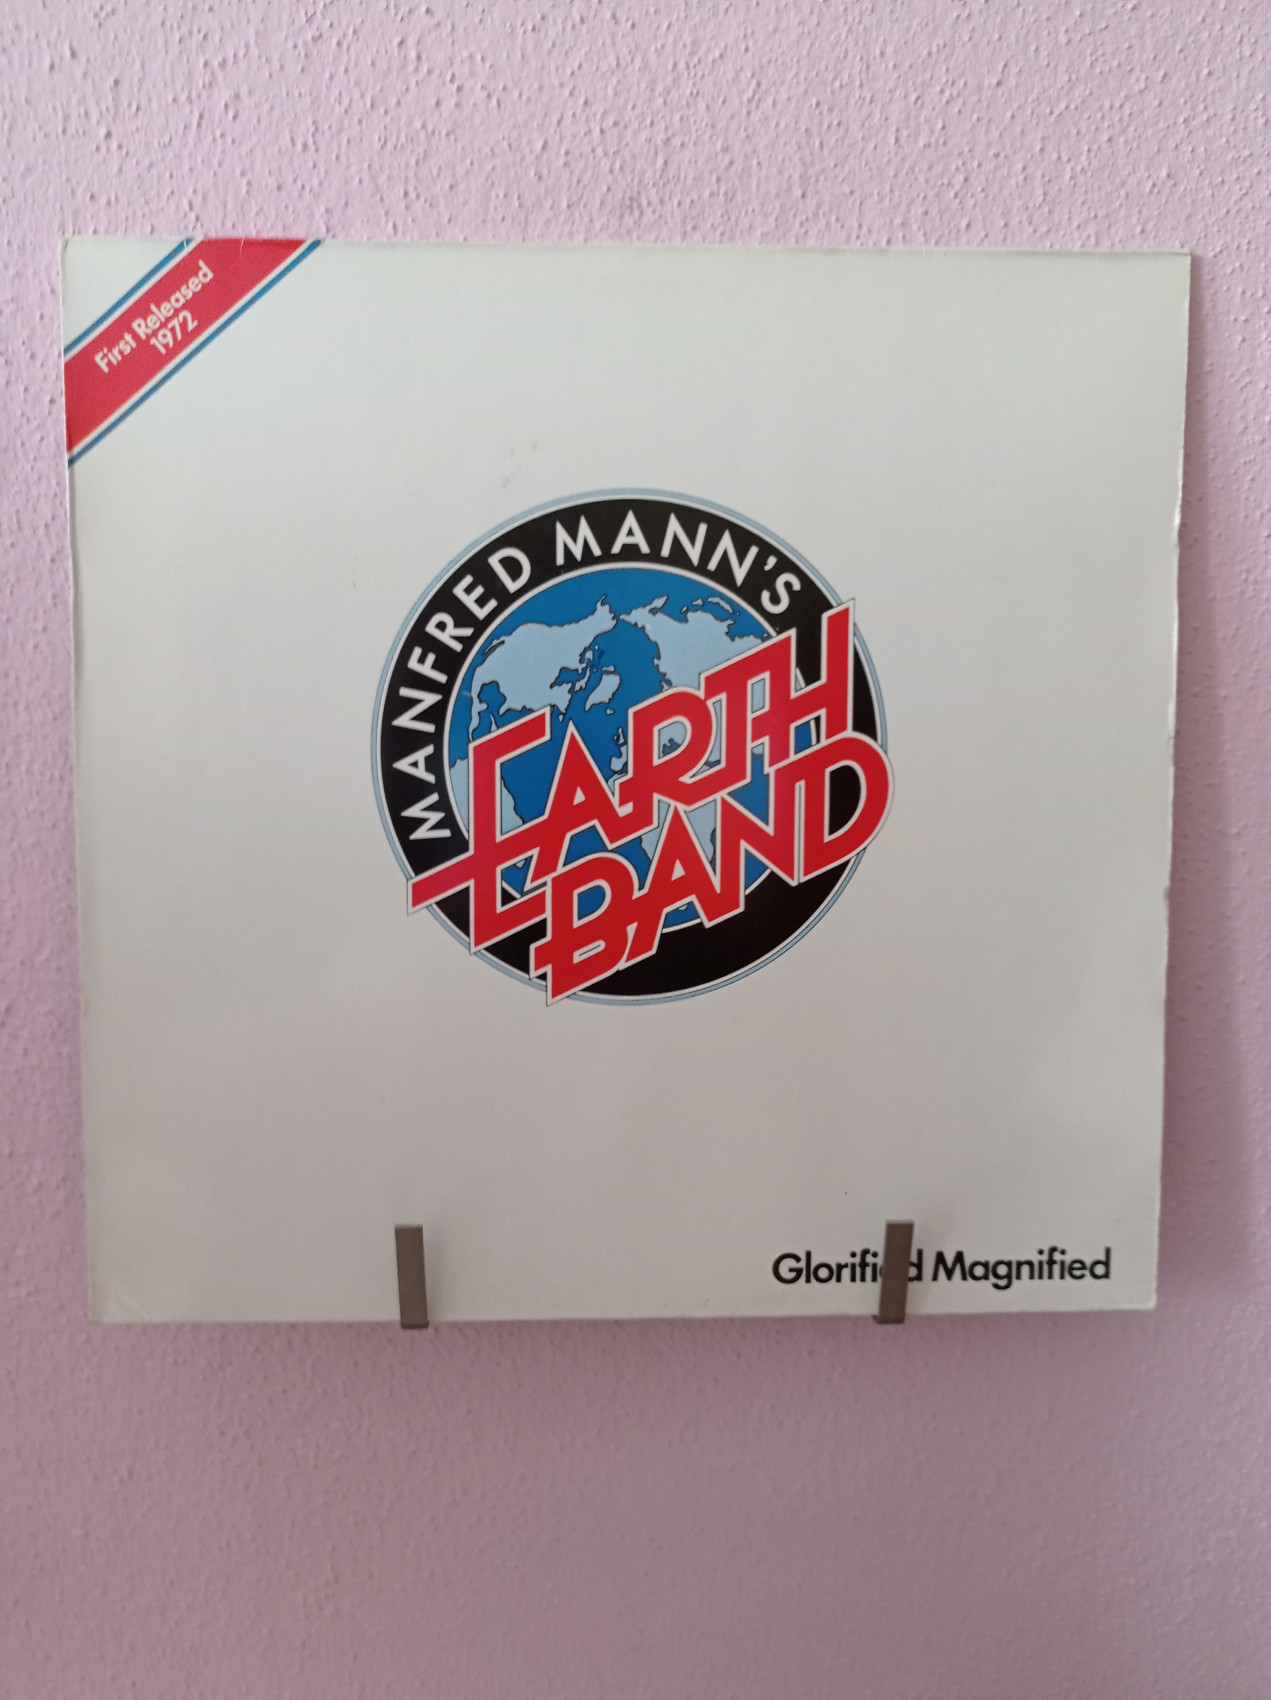 First Released
1972
MANFRED MANN'S
EARTH
BAND
Glorified Magnified